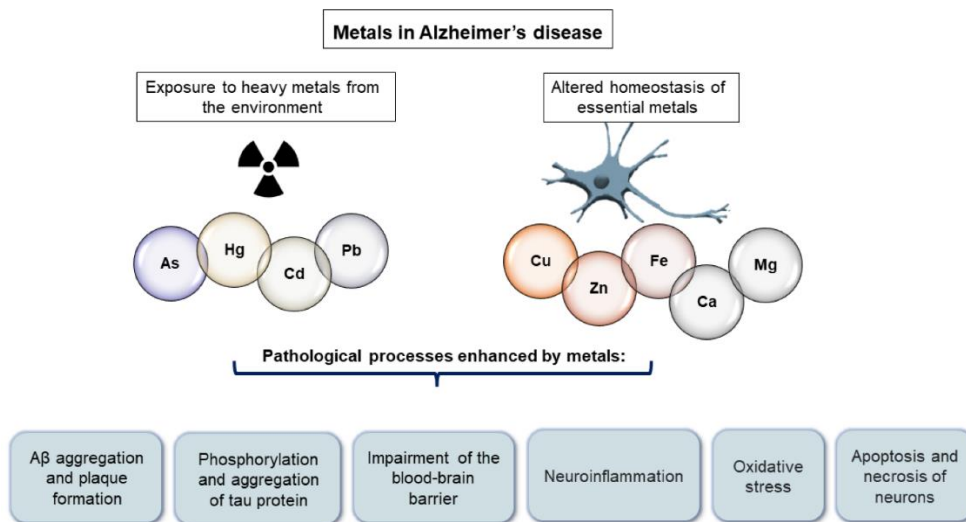 Metals in Alzheimer's disease
Exposure to heavy metals from
the environment
Altered homeostasis of
essential metals
As
Hg
Cd
Pb
Cu
Zn
Fe
Ca
Mg
Pathological processes enhanced by metals:
Aβ aggregation
and plaque
formation
Phosphorylation
and aggregation
of tau protein
Impairment of the
blood-brain
barrier
Neuroinflammation
Oxidative
stress
Apoptosis and
necrosis of
neurons